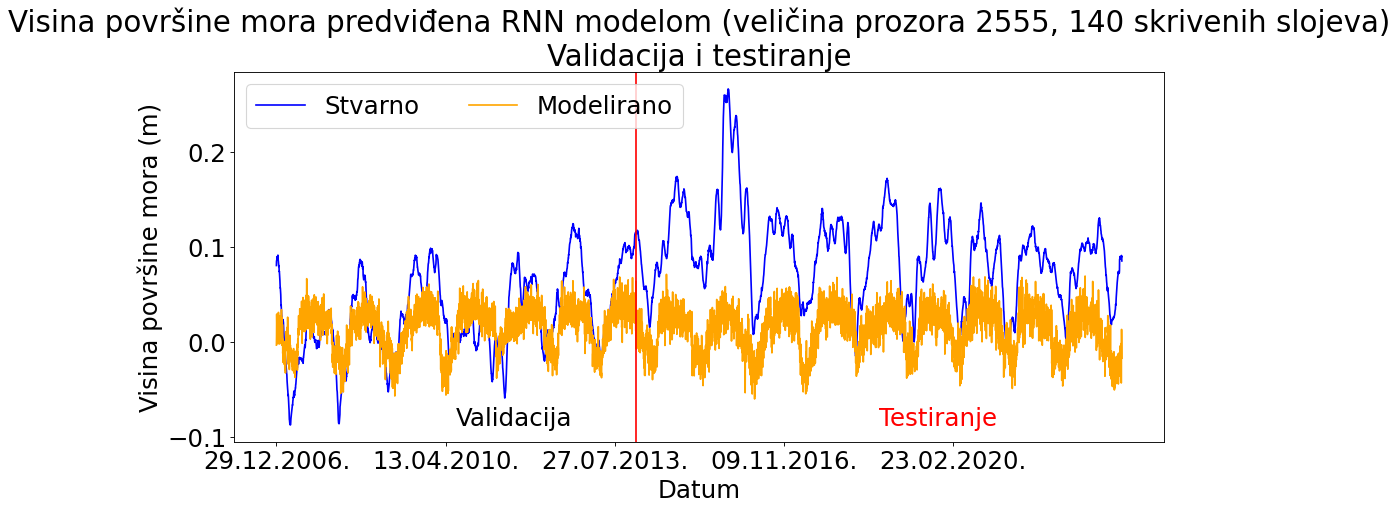 Visina površine mora predviđena RNN modelom (veličina prozora 2555, 140 skrivenih slojeva)
Validacija i testiranje
Stvarno
Modelirano
Visina površine mora (m)
0.2
0.1
0.0
−0.1
Validacija
Testiranje
29.12.2006.
13.04.2010.
27.07.2013.
09.11.2016.
23.02.2020.
Datum